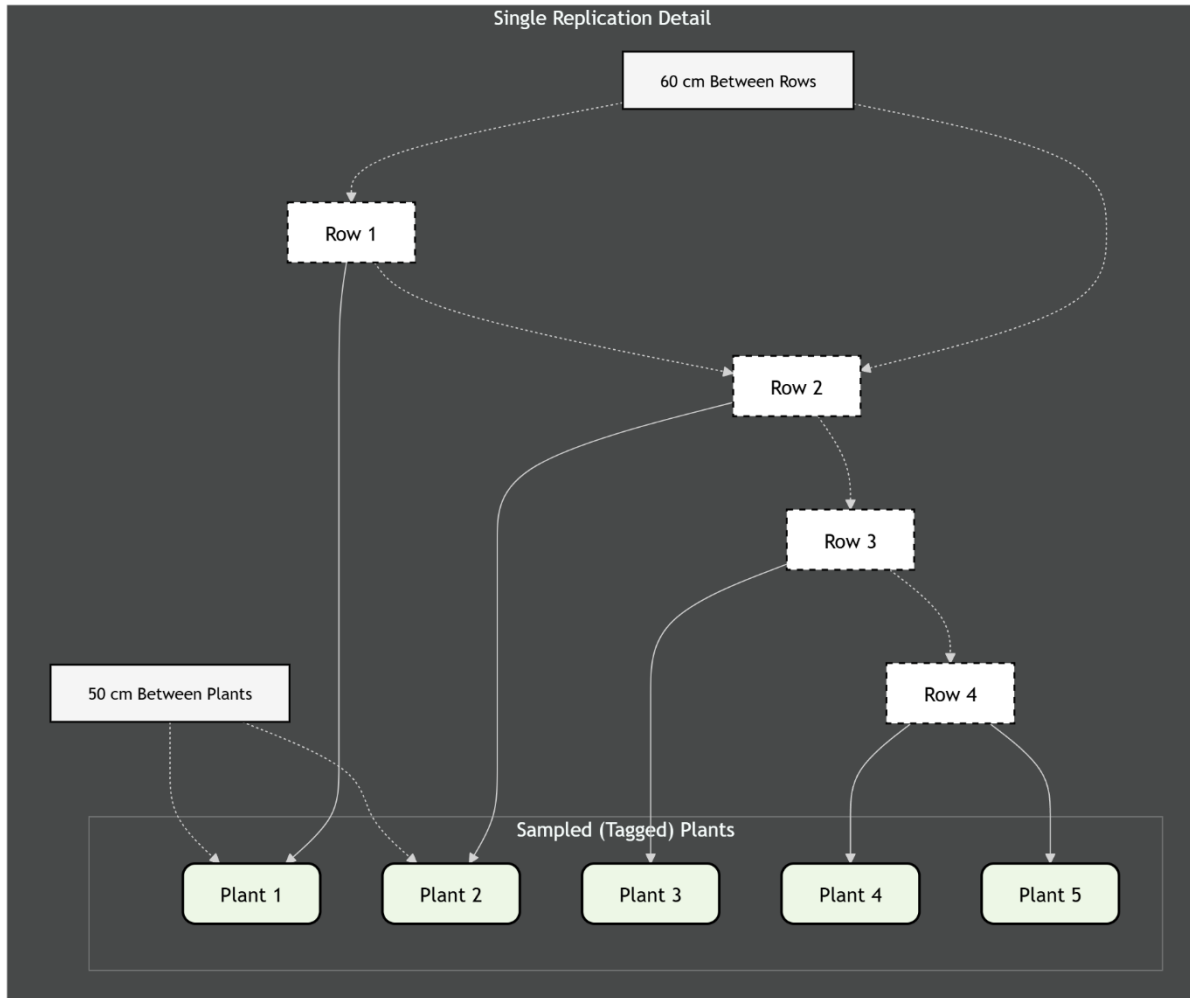 Single Replication Detail
60 cm Between Rows
Row 1
Row 2
Row 3
Row 4
50 cm Between Plants
Sampled (Tagged) Plants
Plant 1
Plant 2
Plant 3
Plant 4
Plant 5